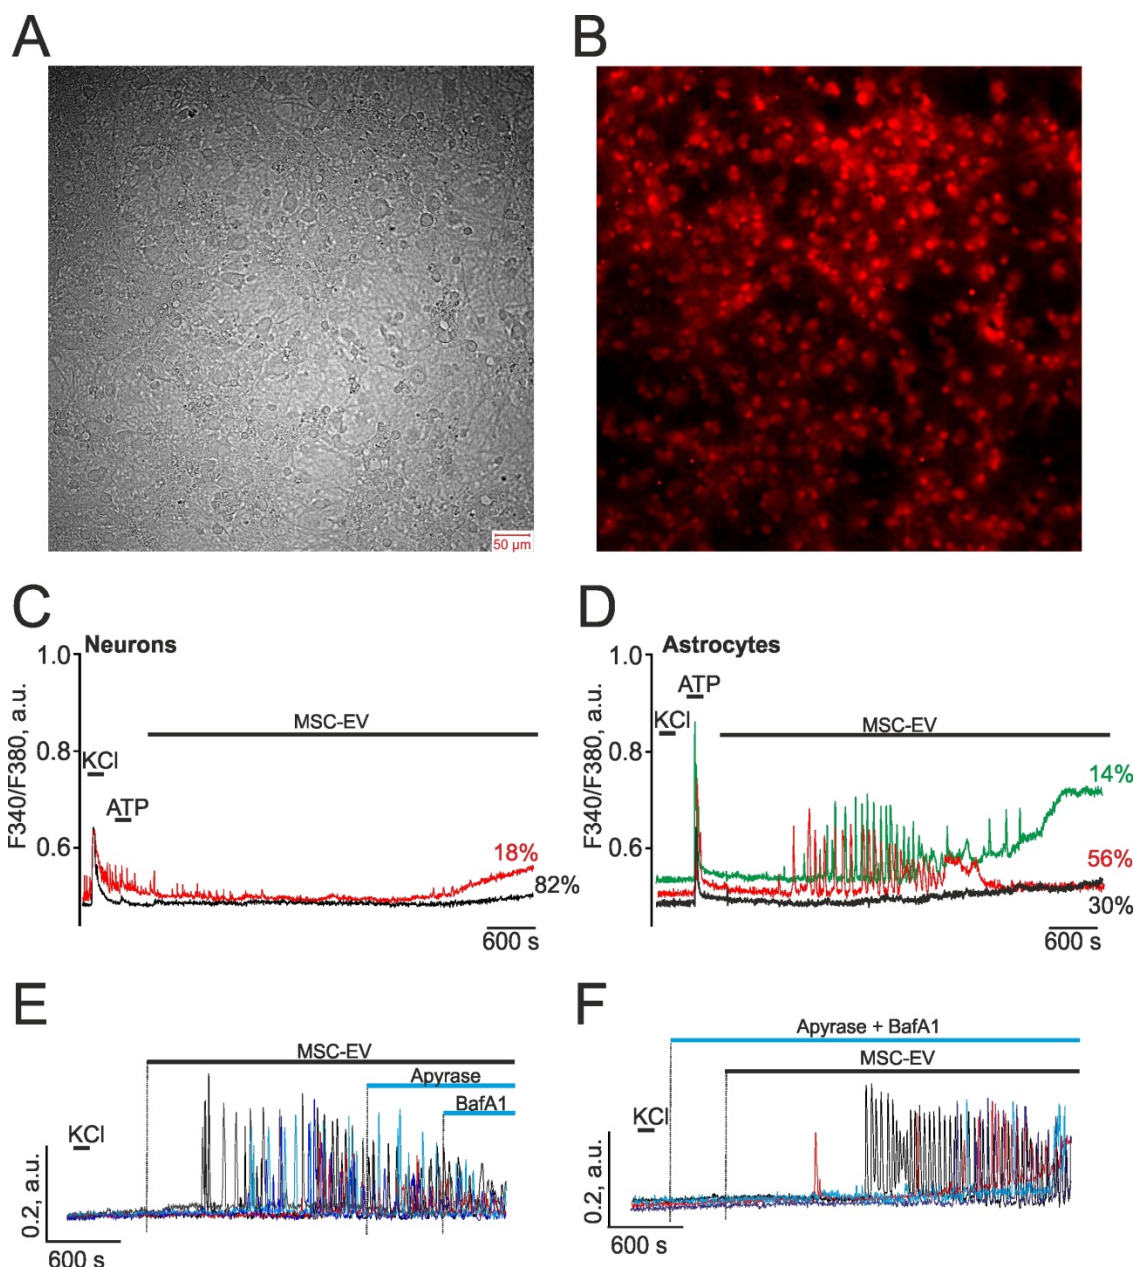 A
B
50 µm
C
D
Neurons
1.0
0.8
0.6
F340/F380, a.u.
KCl
ATP
MSC-EV
18%
82%
600 s
Astrocytes
1.0
0.8
0.6
F340/F380, a.u.
KCl
ATP
MSC-EV
14%
56%
30%
600 s
E
F
MSC-EV
Apyrase
BafA1
KCl
0.2, a.u.
600 s
Apyrase + BafA1
MSC-EV
KCl
0.2, a.u.
600 s